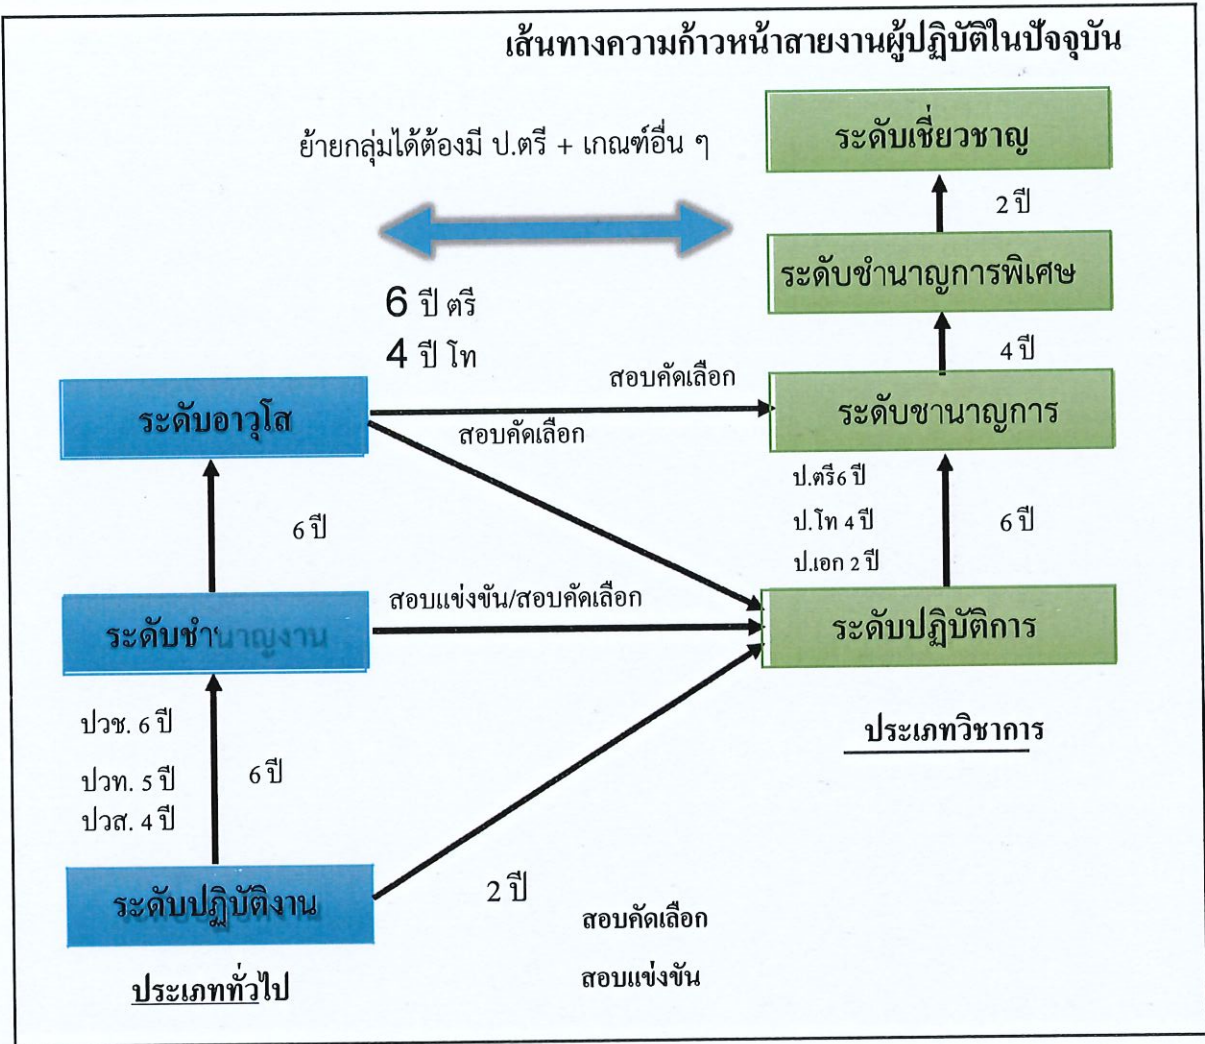 เส้นทางความก้าวหน้าสายงานผู้ปฏิบัติในปัจจุบัน
ย้ายกลุ่มได้ต้องมี ป.ตรี + เกณฑ์อื่น ๆ
ระดับเชี่ยวชาญ
2 ปี
ระดับชำนาญการพิเศษ
6 ปี ตรี
4 ปี โท
4 ปี
สอบคัดเลือก
ระดับอาวุโส
ระดับชานาญการ
สอบคัดเลือก
ป.ตรี6 ปี
6 ปี
ป.โท 4 ปี
6 ปี
ป.เอก 2 ปี
สอบแข่งขัน/สอบคัดเลือก
ระดับชำนาญงาน
ระดับปฏิบัติการ
ปวช. 6 ปี
ประเภทวิชาการ
ปวท. 5 ปี
6 ปี
ปวส. 4 ปี
ระดับปฏิบัติงาน
2 ปี
สอบคัดเลือก
สอบแข่งขัน
ประเภททั่วไป